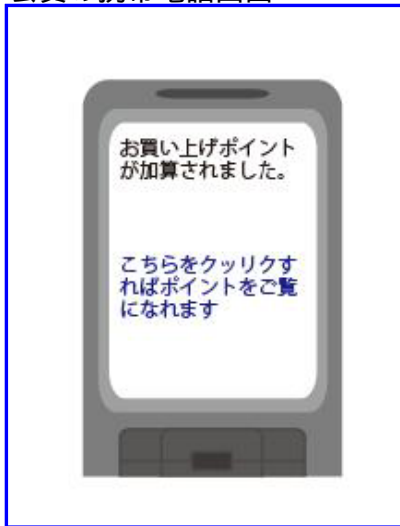 お買い上げポイント
が加算されました。
こちらをクッリクす
ればポイントをご覧
になれます